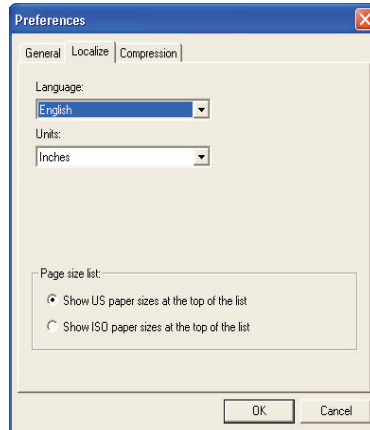 Preferences
General Localize Compression
Language:
English
Units:
Inches
Page size list:
Show US paper sizes at the top of the list
Show ISO paper sizes at the top of the list
OK Cancel